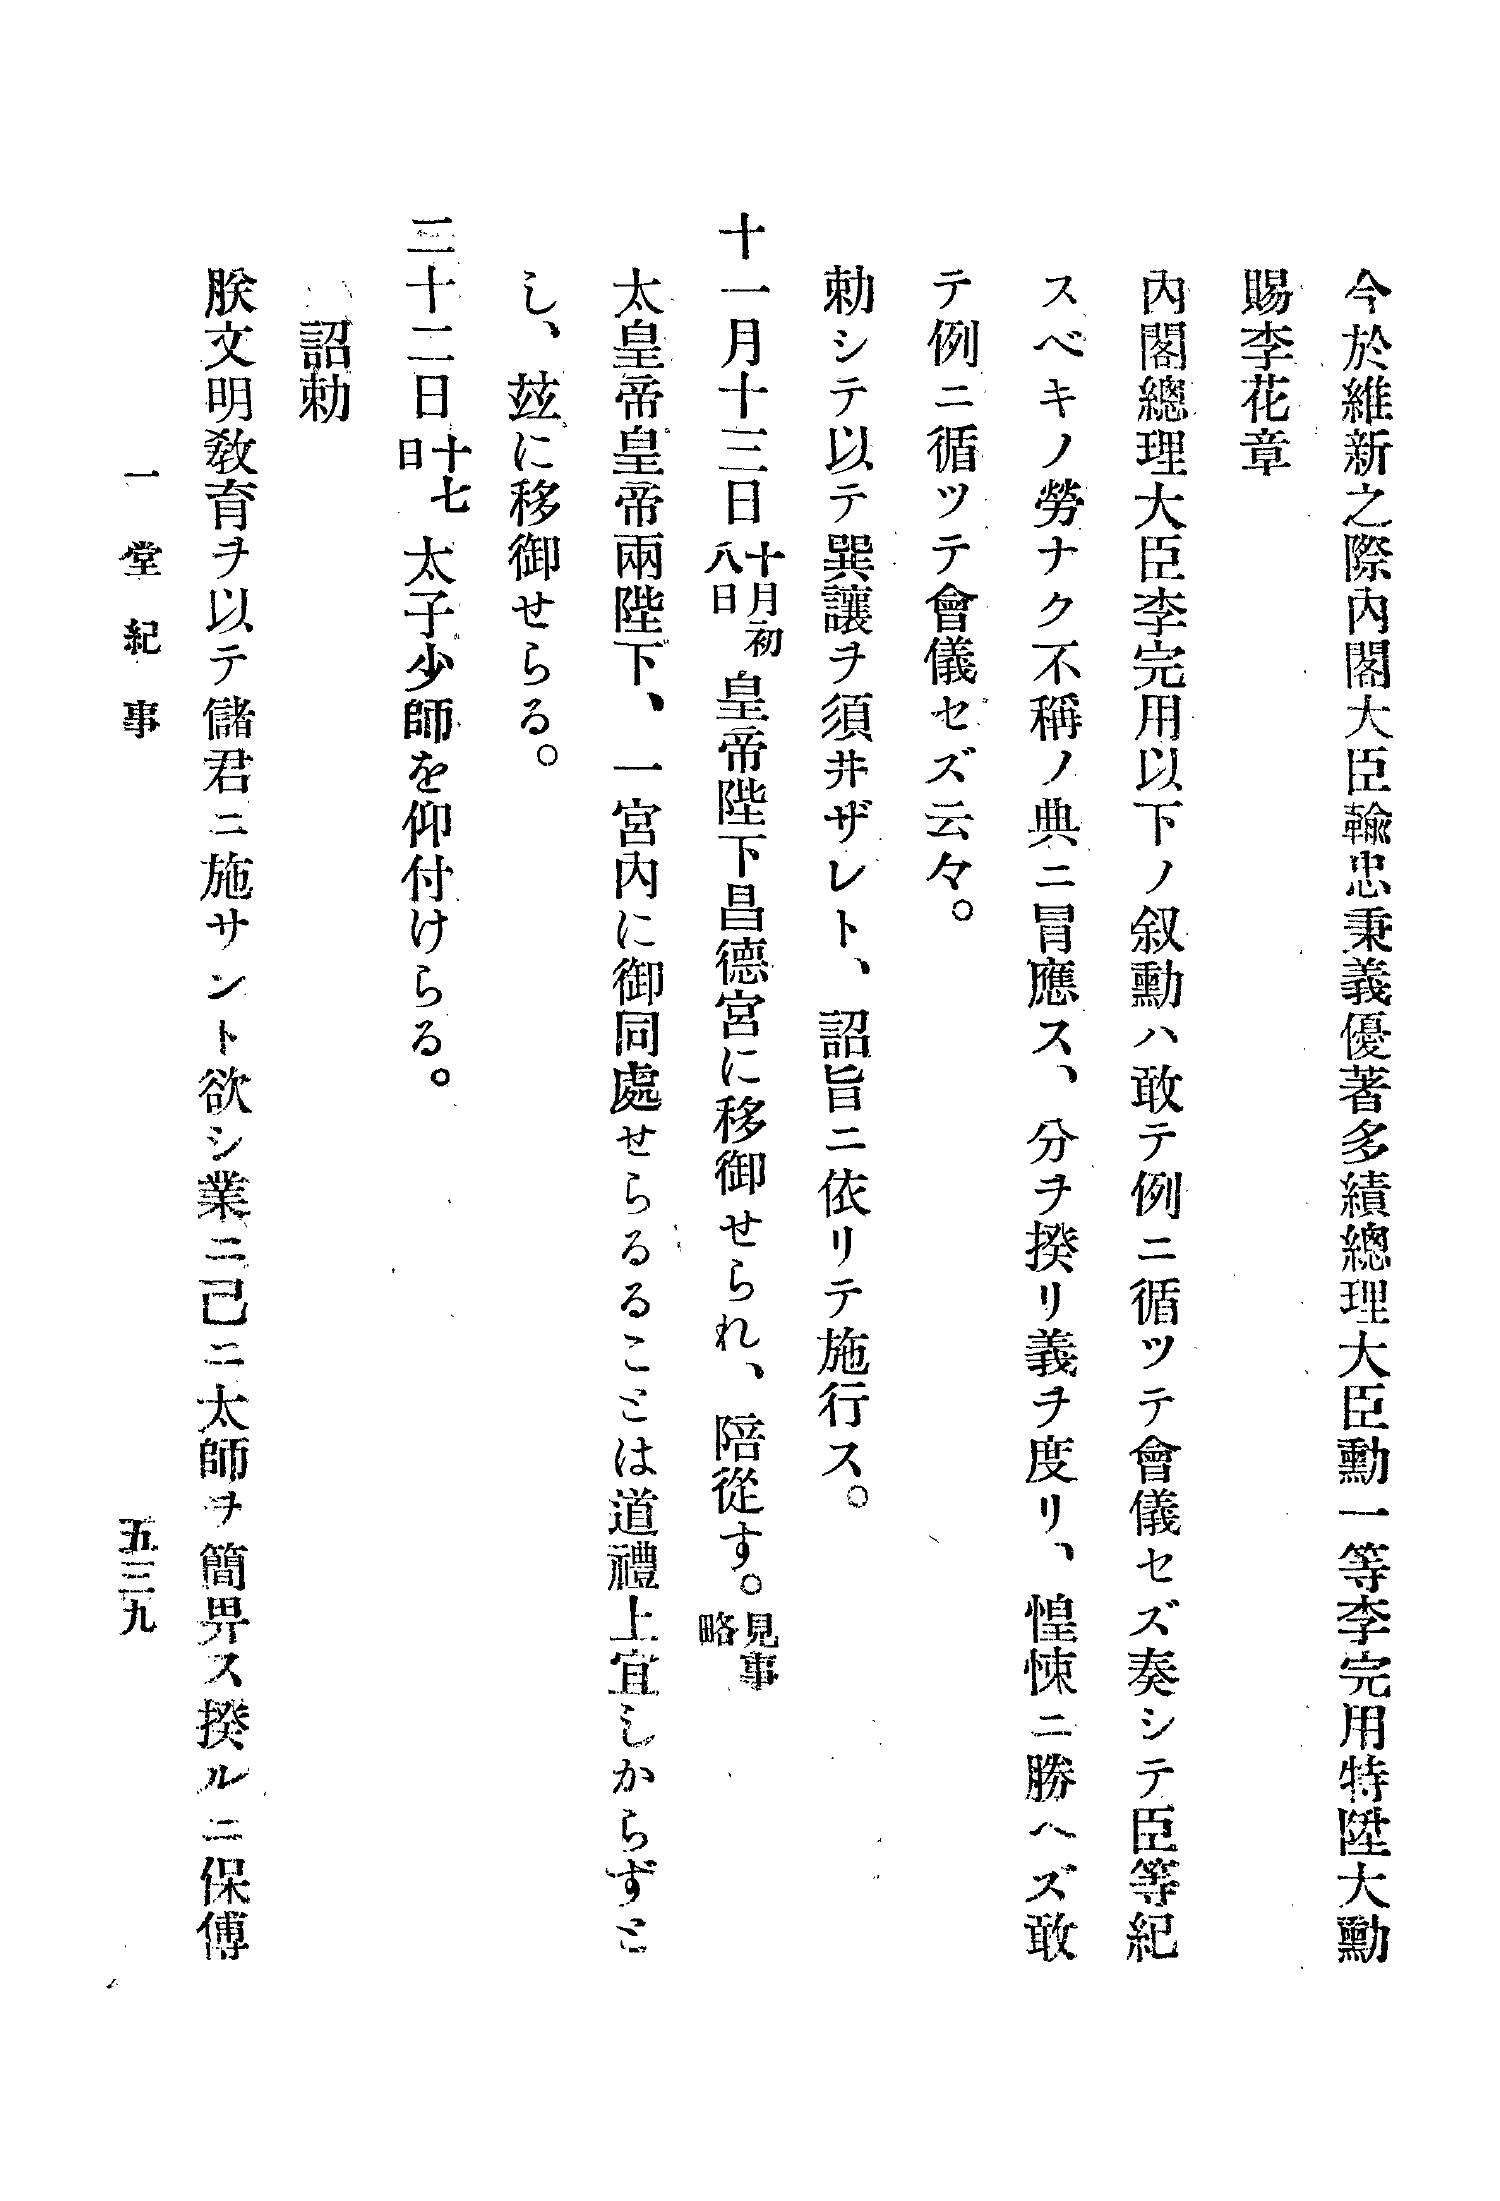 今於維新之際內閣大臣輸忠秉義優著多績總理大臣勳一等李完用特陞大勳
賜李花章
內閣總理大臣李完用以下ノ叙勳ハ敢テ例ニ循ツテ會儀セズ奏シテ臣等紀
スベキノ勞ナク不稱ノ典ニ冒應ス、分ヲ揆リ義ヲ度リ、惶悚ニ勝ヘズ敢
テ例ニ循ツテ會儀セズ云々。
勅シテ以テ巽讓ヲ須井ザレト、詔旨ニ依リテ施行ス。
十一月十三日十月初八日皇帝陛下昌德宮に移御せられ、陪從す。見事略
太皇帝皇帝兩陛下、一宮內に御同處せらるることは道禮上宜しからずと
し、玆に移御せらる。
二十二日十七日太子少師を仰付けらる。
詔勅
朕文明敎育ヲ以テ儲君ニ施サント欲シ業ニ己ニ太師ヲ簡畀ス揆ルニ保傅
一堂紀事
五三九